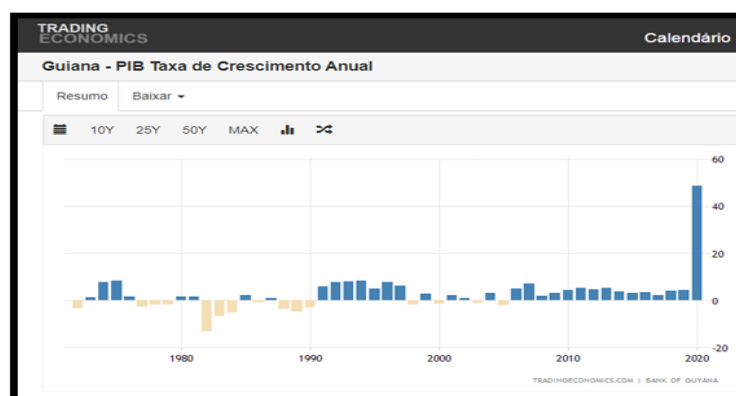 TRADING
ECONOMICS
Calendário
Guiana - PIB Taxa de Crescimento Anual
Resumo Baixar
10Y 25Y 50Y MAX
60
40
20
0
-20
1980 1990 2000 2010 2020
TRADINGECONOMICS.COM | BANK OF GUYANA